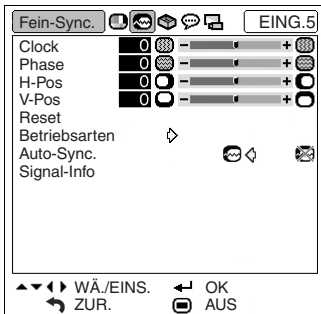 Fein-Sync. EING.5
Clock 0 - +
Phase 0 - +
H-Pos 0 - +
V-Pos 0 - +
Reset
Betriebsarten
Auto-Sync.
Signal-Info
WÄ./EINS. OK
ZUR. AUS